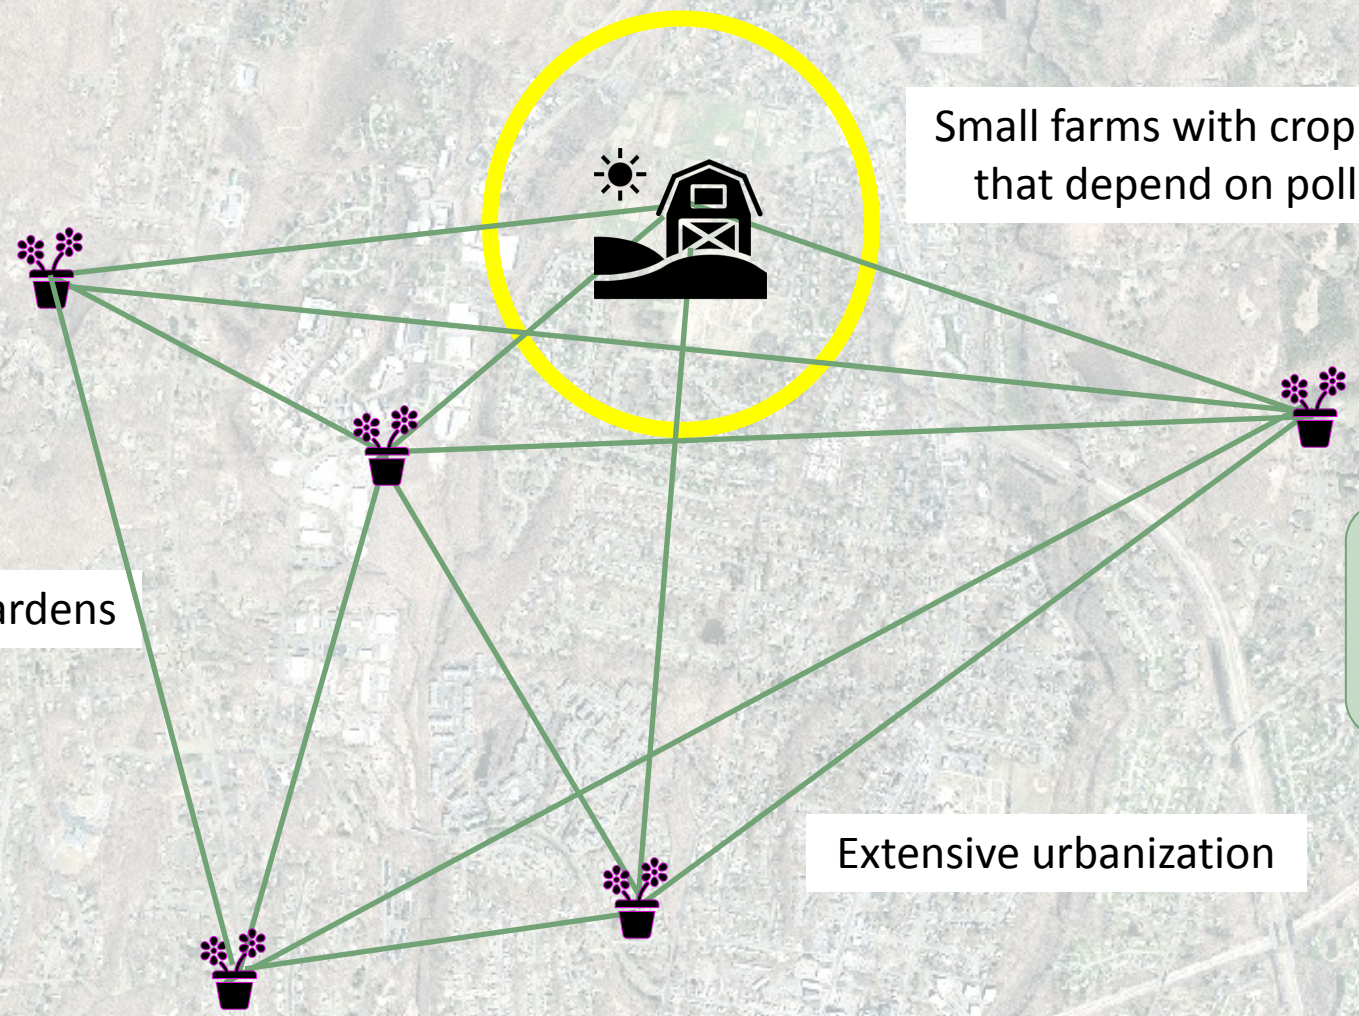 Small farms with crop
that depend on poll
ardens
Extensive urbanization